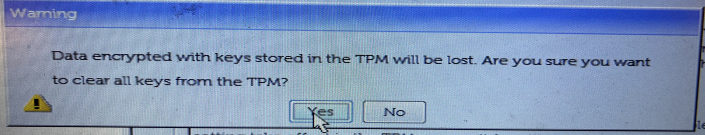 Warning
Data encrypted with keys stored in the TPM will be lost. Are you sure you want
to clear all keys from the TPM?
Yes
No